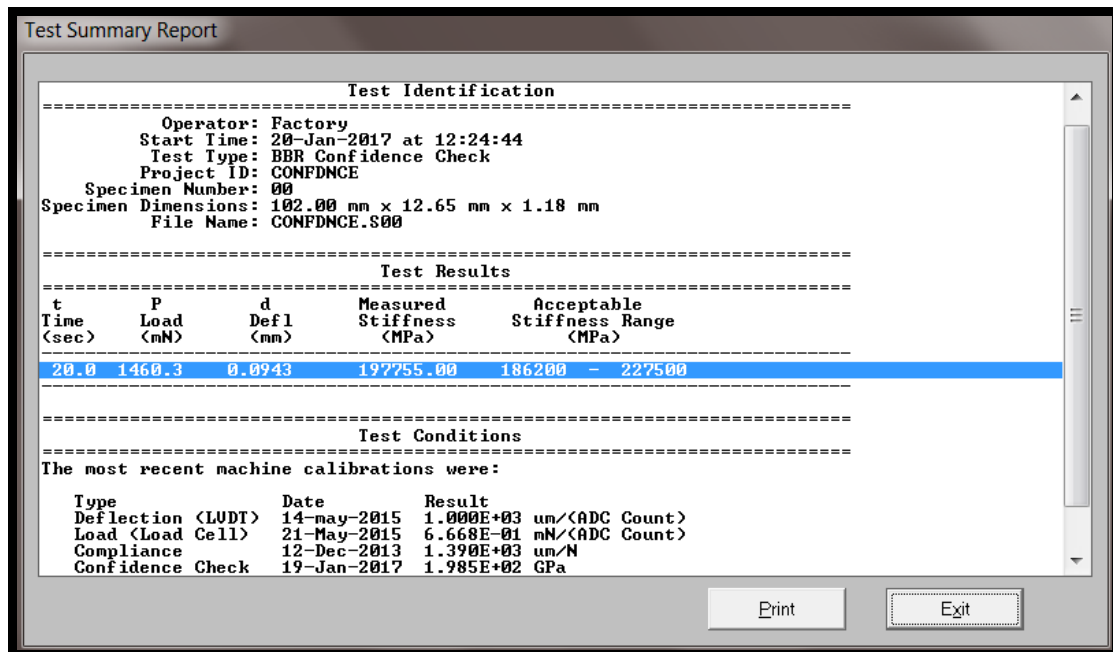 Test Summary Report
Test Identification
==========================================================================
Operator: Factory
Start Time: 20-Jan-2017 at 12:24:44
Test Type: BBR Confidence Check
Project ID: CONFDNCE
Specimen Number: 00
Specimen Dimensions: 102.00 mm x 12.65 mm x 1.18 mm
File Name: CONFDNCE.S00
==========================================================================
Test Results
==========================================================================
t P d Measured Acceptable
Time Load Defl Stiffness Stiffness Range
(sec) (mN) (mm) (MPa) (MPa)
--------------------------------------------------------------------------
20.0 1460.3 0.0943 197755.00 186200 - 227500
--------------------------------------------------------------------------
==========================================================================
Test Conditions
==========================================================================
The most recent machine calibrations were:
Type Date Result
Deflection (LVDT) 14-may-2015 1.000E+03 um/(ADC Count)
Load (Load Cell) 21-May-2015 6.668E-01 mN/(ADC Count)
Compliance 12-Dec-2013 1.390E+03 um/N
Confidence Check 19-Jan-2017 1.985E+02 GPa
Print Exit